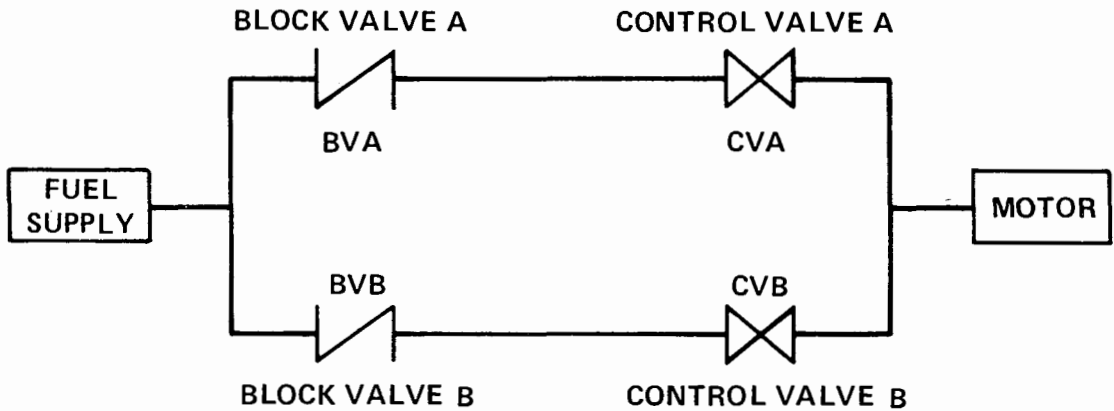 BLOCK VALVE A
CONTROL VALVE A
BVA
CVA
FUEL
SUPPLY
MOTOR
BVB
CVB
BLOCK VALVE B
CONTROL VALVE B